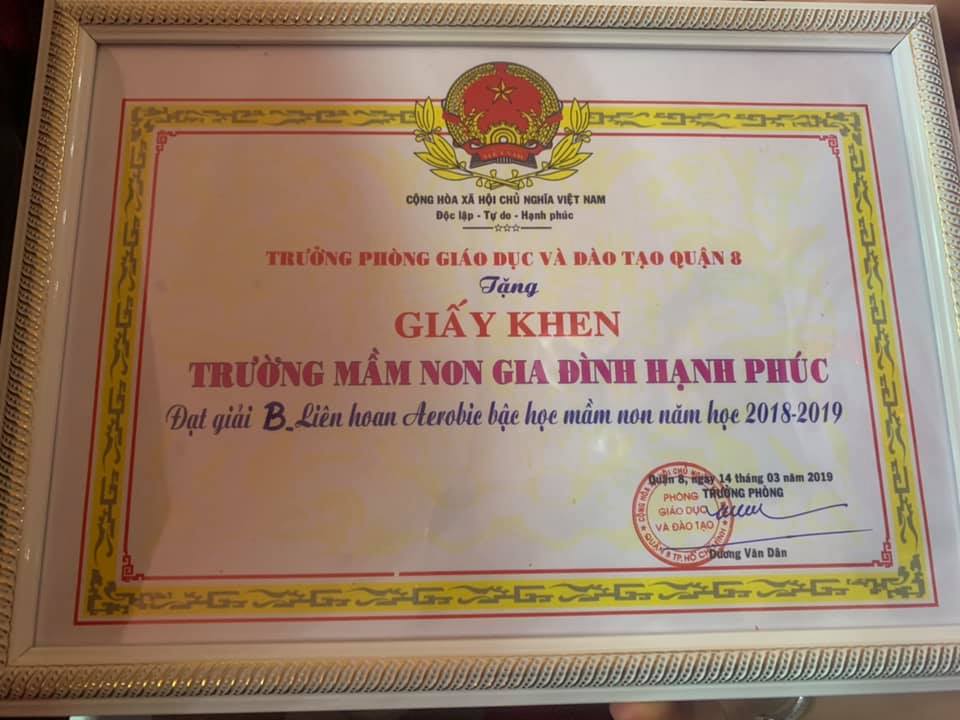 VIỆT NAM
CỘNG HÒA XÃ HỘI CHỦ NGHĨA VIỆT NAM
Độc lập - Tự do - Hạnh phúc
TRƯỞNG PHÒNG GIÁO DỤC VÀ ĐÀO TẠO QUẬN 8
Tặng
GIẤY KHEN
TRƯỜNG MẦM NON GIA ĐÌNH HẠNH PHÚC
Đạt giải B. Liên hoan Aerobic bậc học mầm non năm học 2018-2019
Quận 8, ngày 14 tháng 03 năm 2019
TRƯỞNG PHÒNG
PHÒNG
GIÁO DỤC
VÀ ĐÀO TẠO
Dương Văn Dân